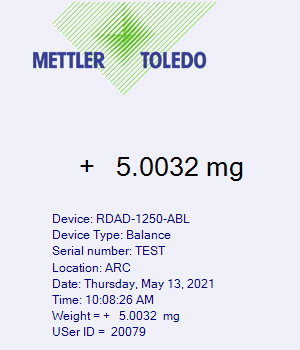 METTLER TOLEDO
+ 5.0032 mg
Device: RDAD-1250-ABL
Device Type: Balance
Serial number: TEST
Location: ARC
Date: Thursday, May 13, 2021
Time: 10:08:26 AM
Weight = + 5.0032 mg
USer ID = 20079